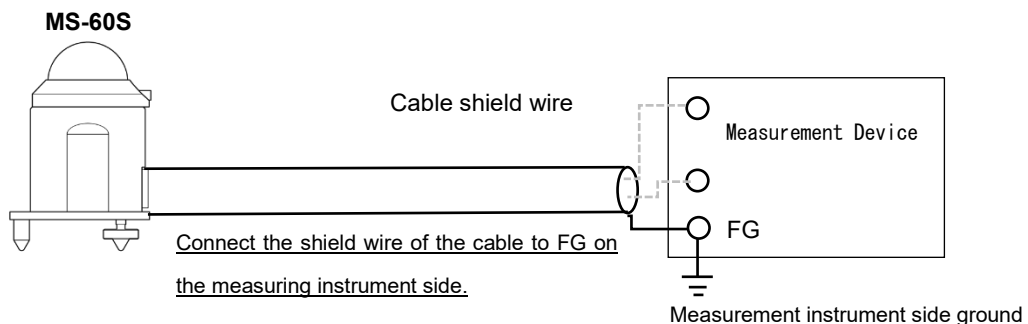 MS-60S
Cable shield wire
Measurement Device
FG
Connect the shield wire of the cable to FG on
the measuring instrument side.
Measurement instrument side ground